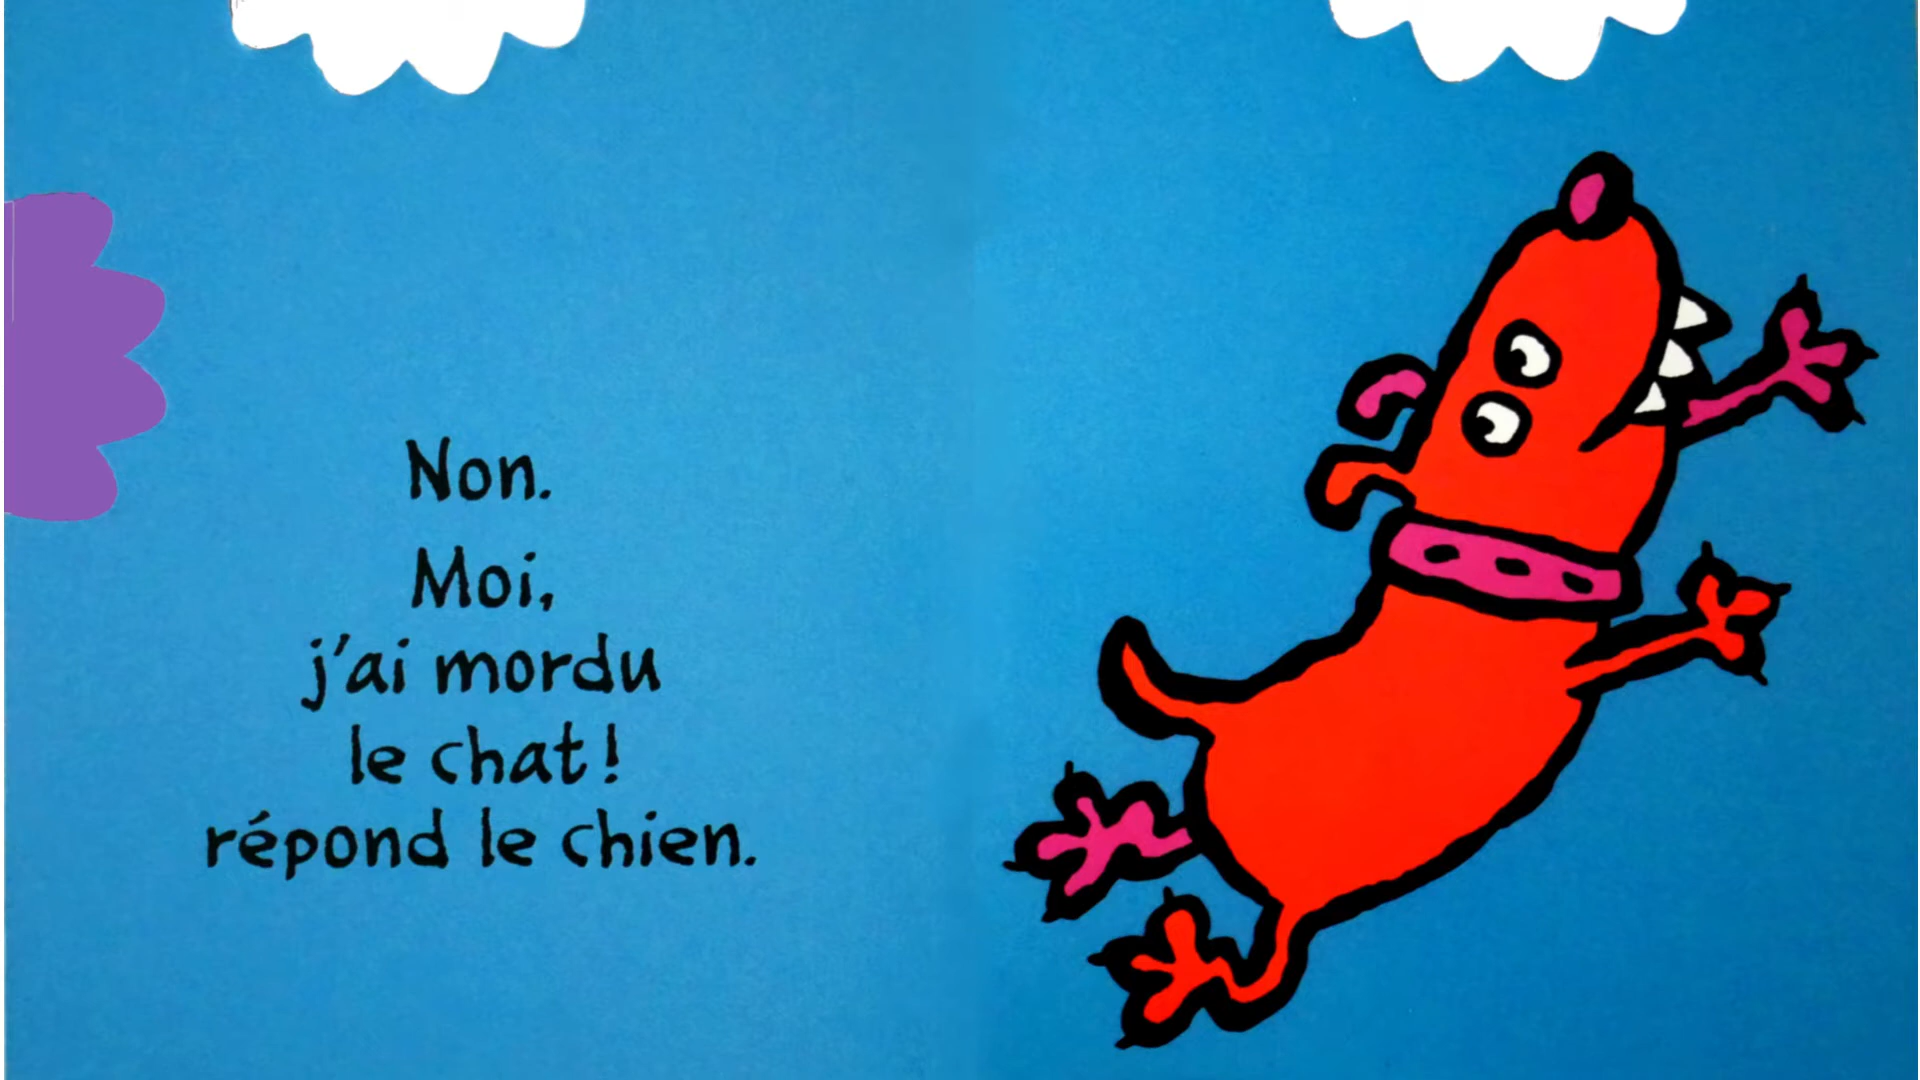 Non.
Moi,
j'ai mordu
le chat !
répond le chien.